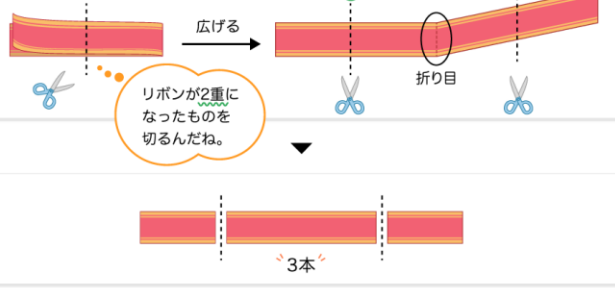 広げる
折り目
リボンが2重に
なったものを
切るんだね。
3本